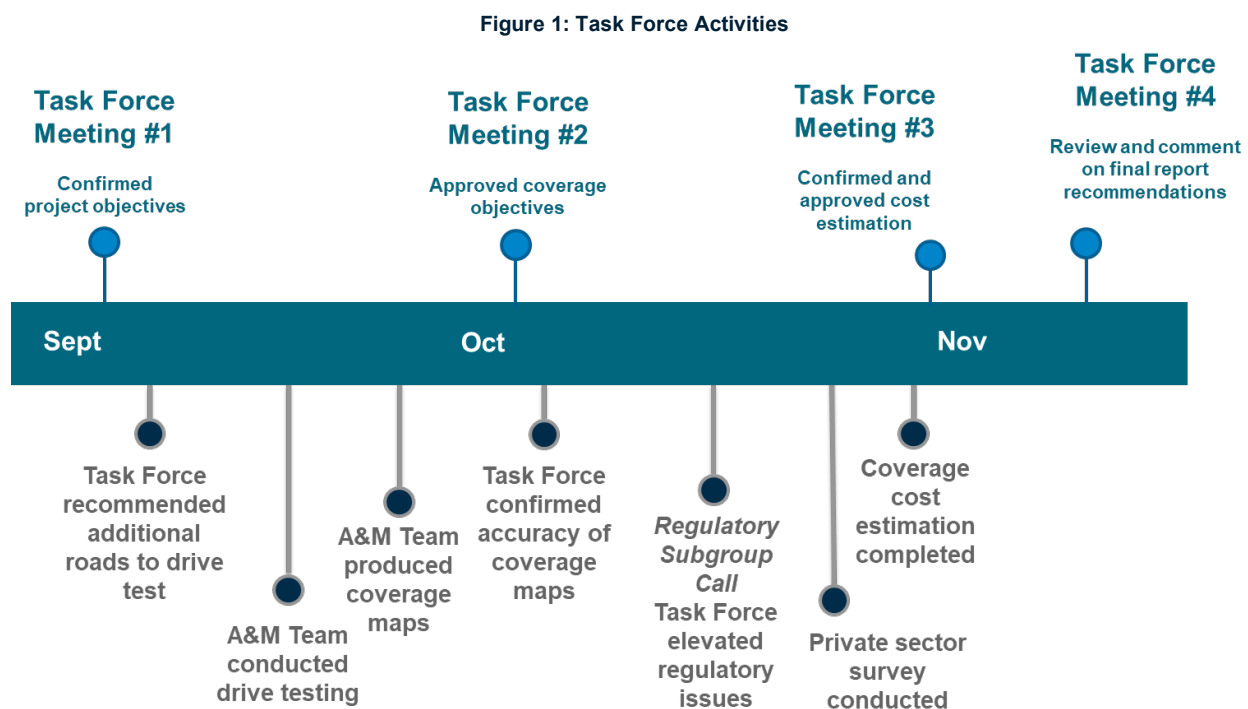 Figure 1: Task Force Activities
Task Force
Meeting #1
Confirmed
project objectives
Task Force
Meeting #2
Approved coverage
objectives
Task Force
Meeting #3
Confirmed and
approved cost
estimation
Task Force
Meeting #4
Review and comment
on final report
recommendations
Sept
Oct
Nov
Task Force
recommended
additional
roads to drive
test
A&M Team
conducted
drive testing
A&M Team
produced
coverage
maps
Task Force
confirmed
accuracy of
coverage
maps
Regulatory
Subgroup
Call
Task Force
elevated
regulatory
issues
Private sector
survey
conducted
Coverage
cost
estimation
completed